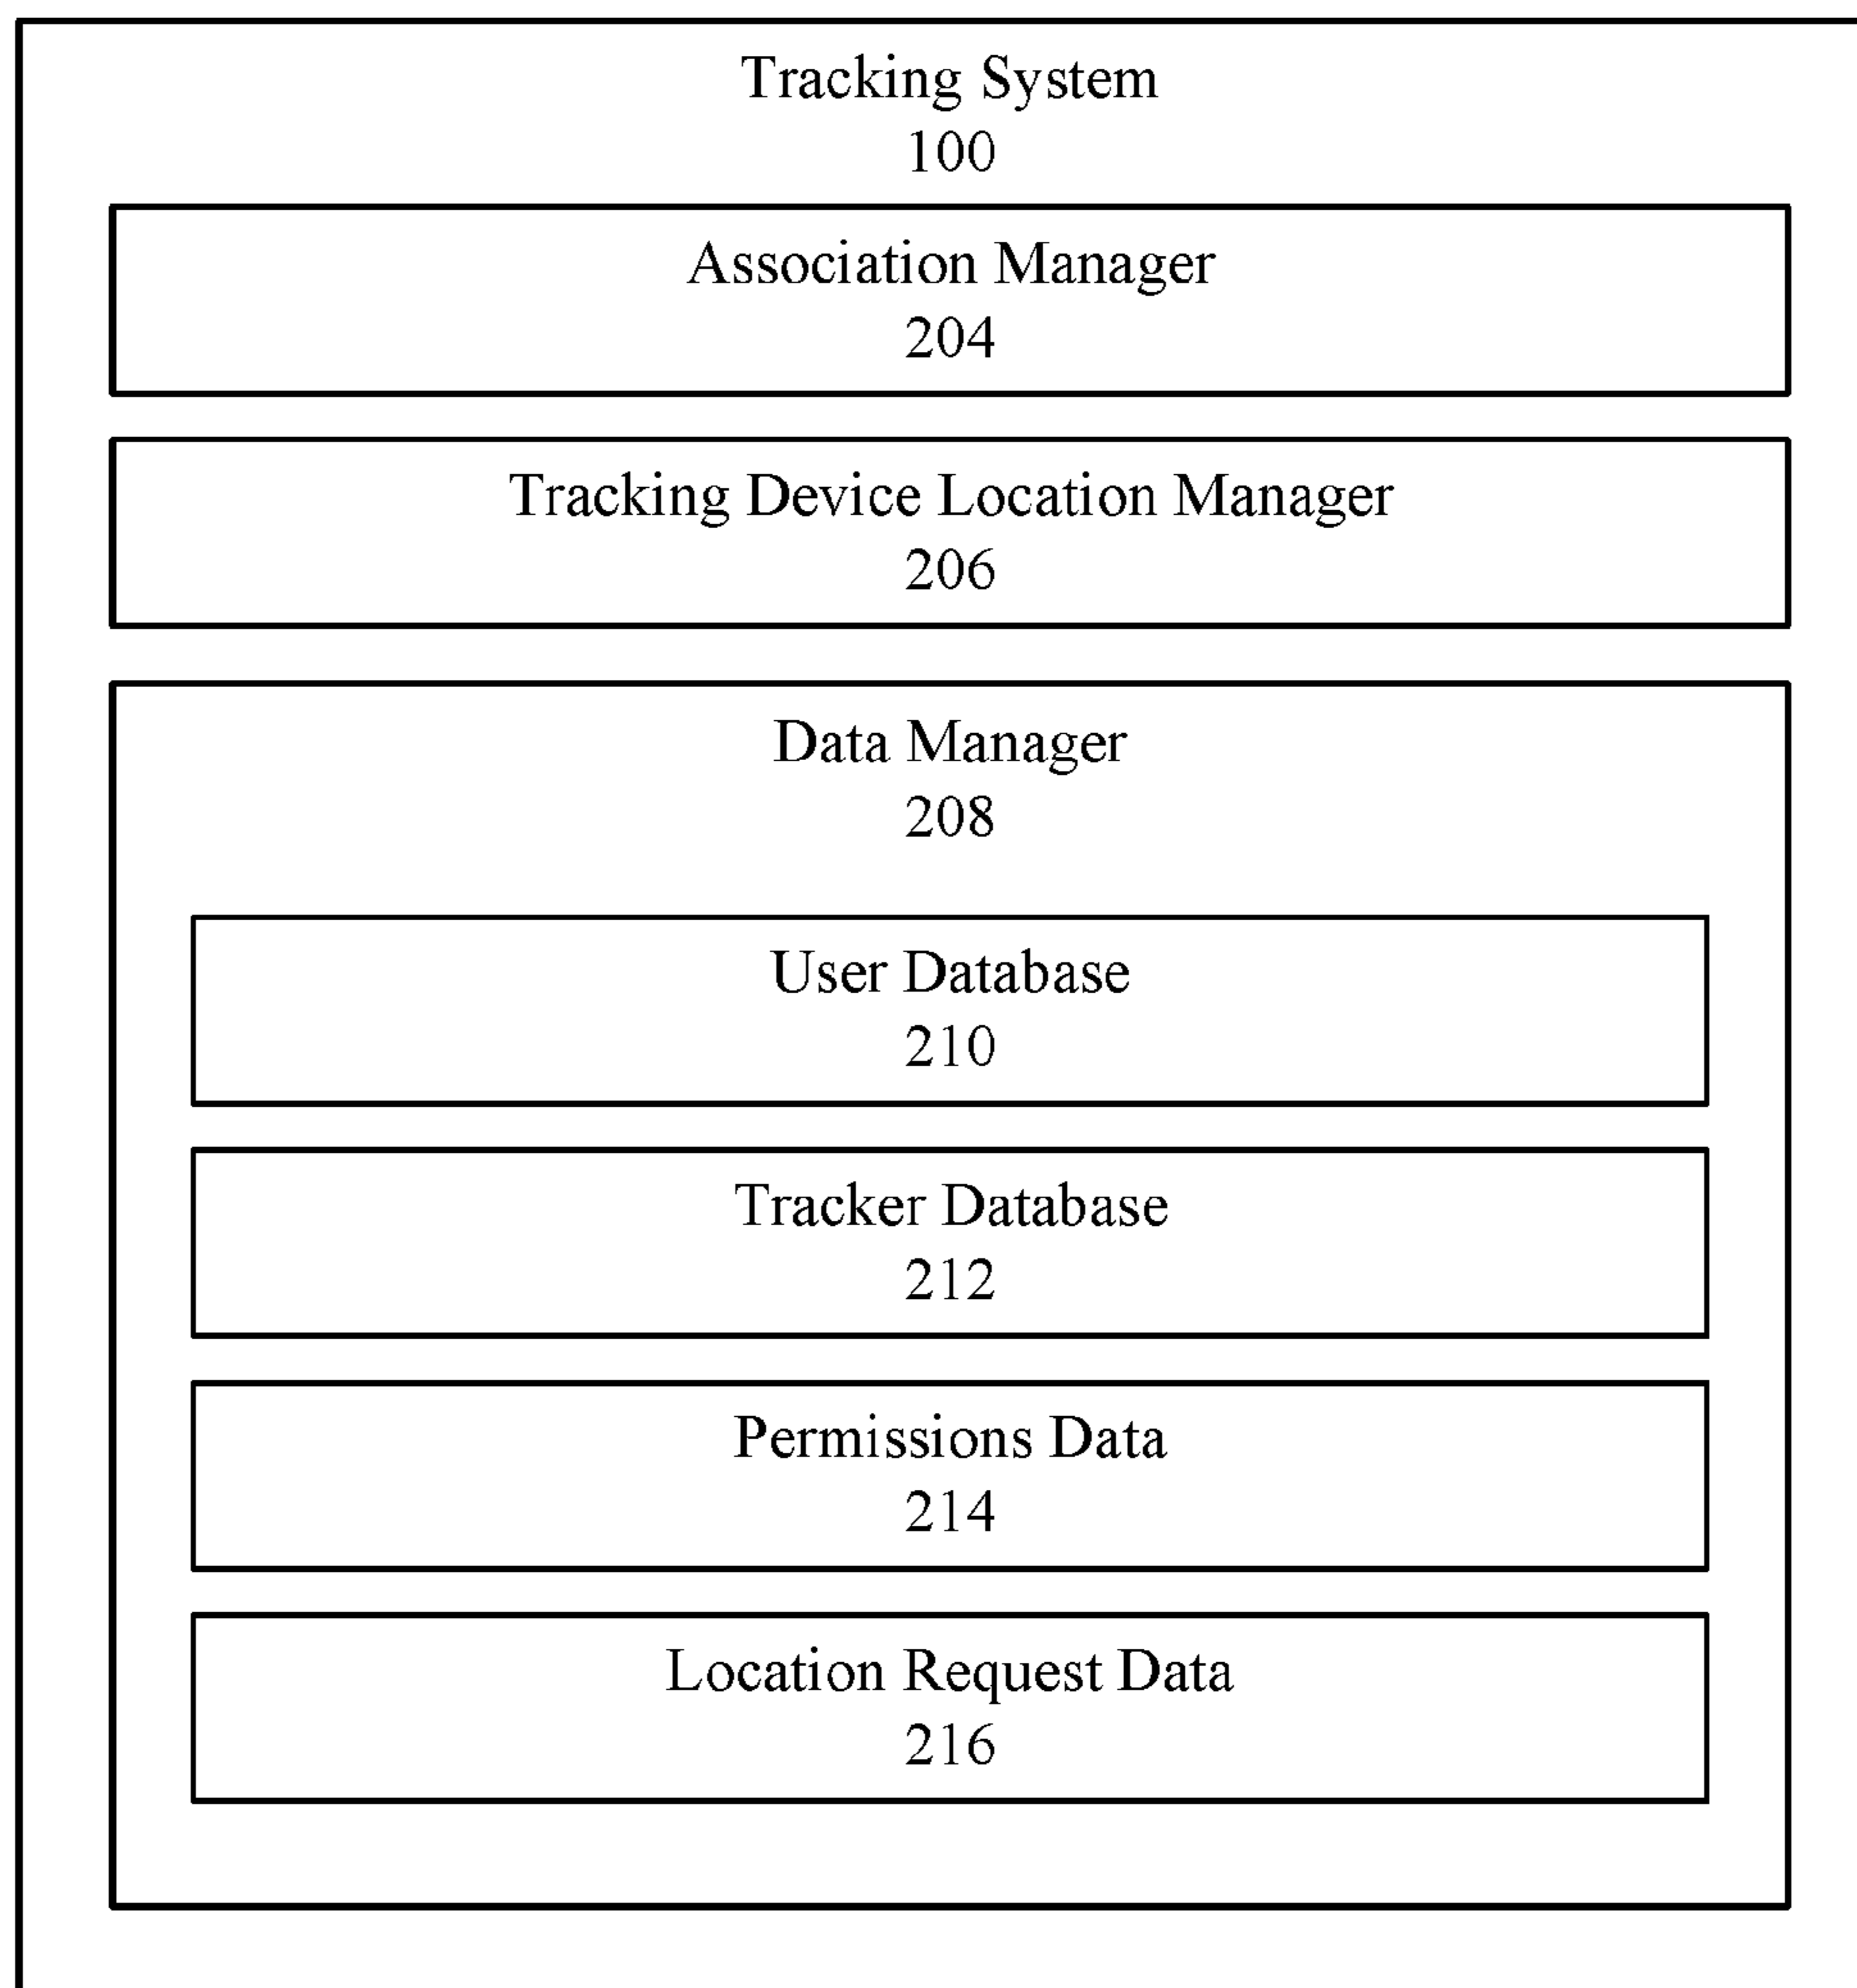 Tracking System
100
Association Manager
204
Tracking Device Location Manager
206
Data Manager
208
User Database
210
Tracker Database
212
Permissions Data
214
Location Request Data
216